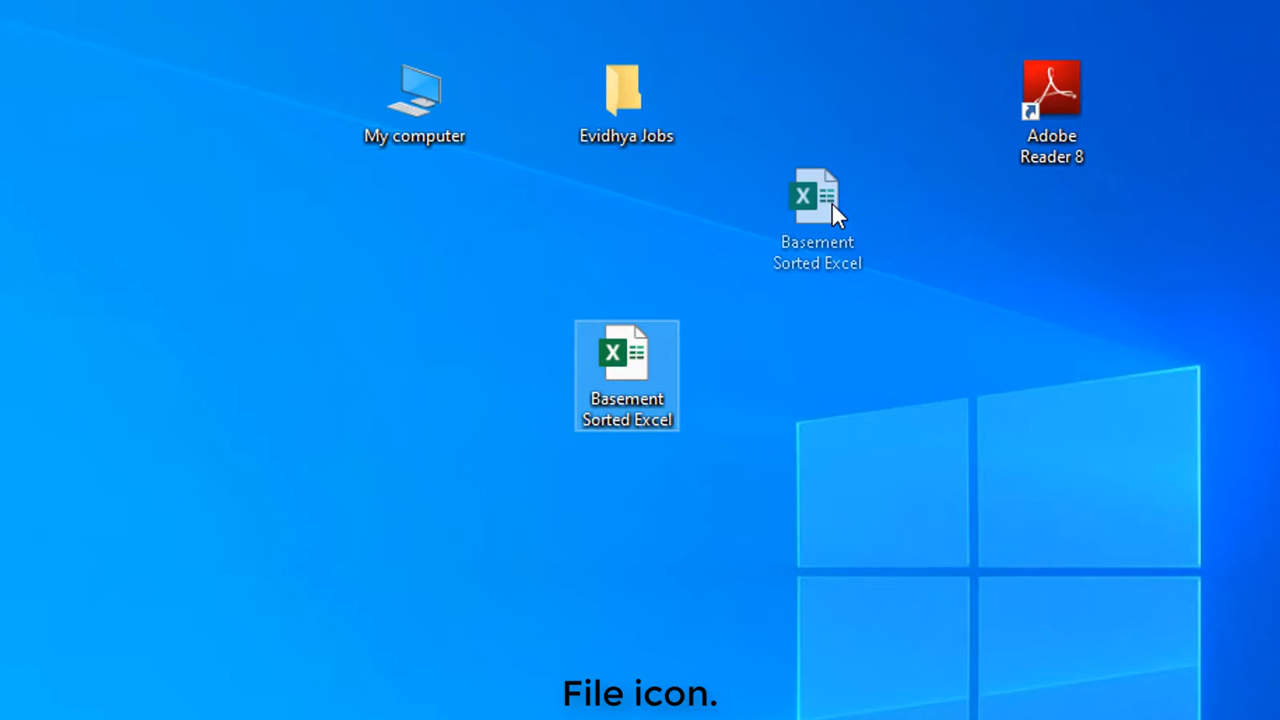 My computer
Evidhya Jobs
Adobe
Reader 8
Basement
Sorted Excel
Basement
Sorted Excel
File icon.